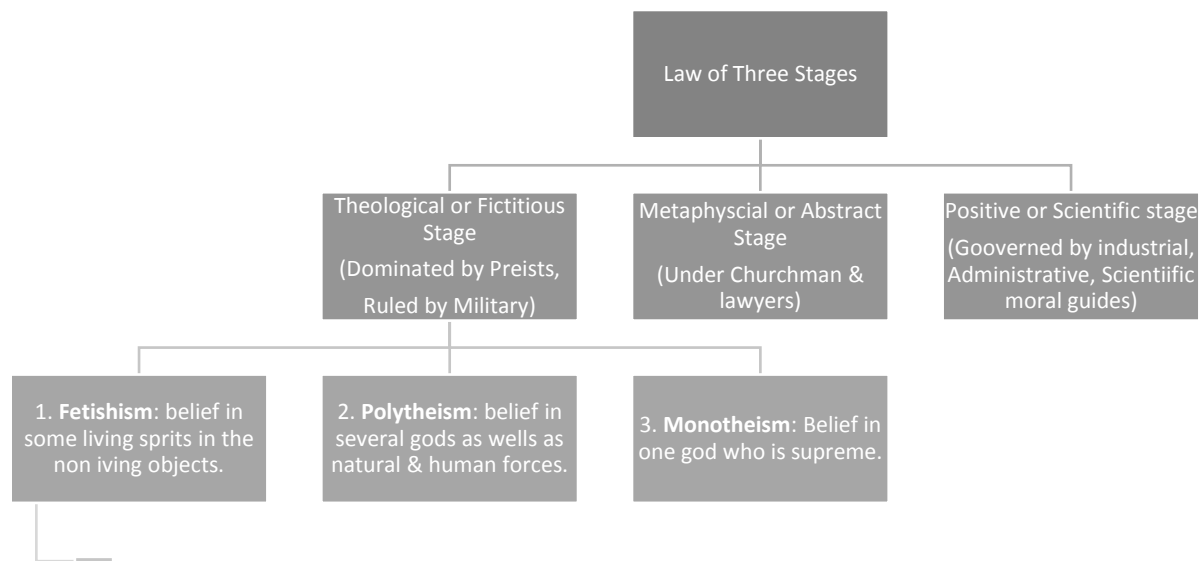 Law of Three Stages
Theological or Fictitious
Stage
(Dominated by Preists,
Ruled by Military)
Metaphyscial or Abstract
Stage
(Under Churchman &
lawyers)
Positive or Scientific stage
(Gooverned by industrial,
Administrative, Scientiific
moral guides)
1. Fetishism: belief in
some living sprits in the
non iving objects.
2. Polytheism: belief in
several gods as wells as
natural & human forces.
3. Monotheism: Belief in
one god who is supreme.